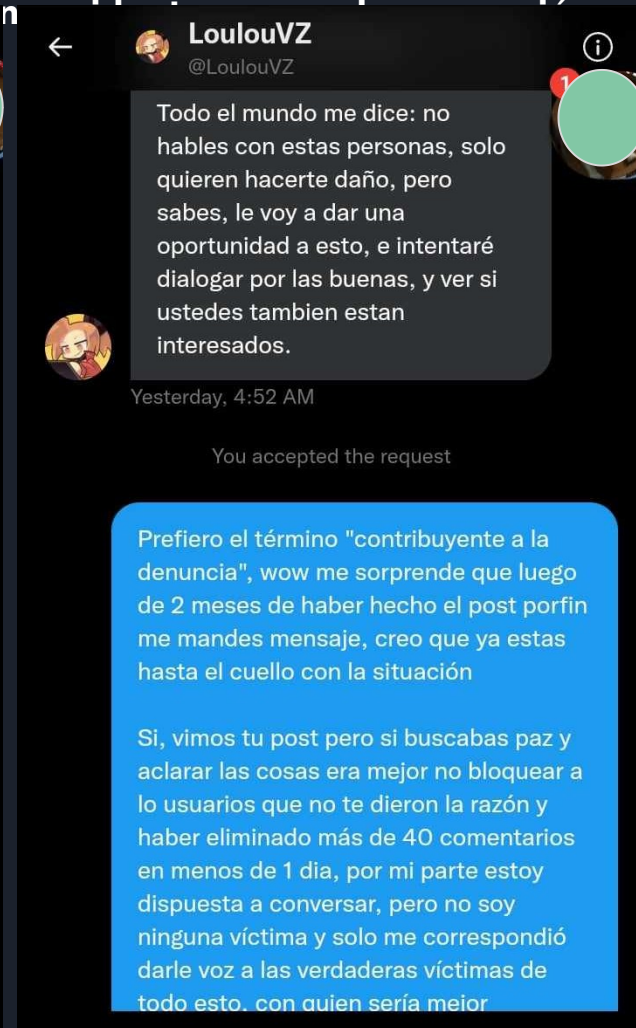 n
LoulouVZ
@LoulouVZ
1
Todo el mundo me dice: no
hables con estas personas, solo
quieren hacerte daño, pero
sabes, le voy a dar una
oportunidad a esto, e intentaré
dialogar por las buenas, y ver si
ustedes tambien estan
interesados.
Yesterday, 4:52 AM
You accepted the request
Prefiero el término "contribuyente a la
denuncia", wow me sorprende que luego
de 2 meses de haber hecho el post porfin
me mandes mensaje, creo que ya estas
hasta el cuello con la situación
Si, vimos tu post pero si buscabas paz y
aclarar las cosas era mejor no bloquear a
lo usuarios que no te dieron la razón y
haber eliminado más de 40 comentarios
en menos de 1 dia, por mi parte estoy
dispuesta a conversar, pero no soy
ninguna víctima y solo me correspondió
darle voz a las verdaderas víctimas de
todo esto, con quien sería mejor